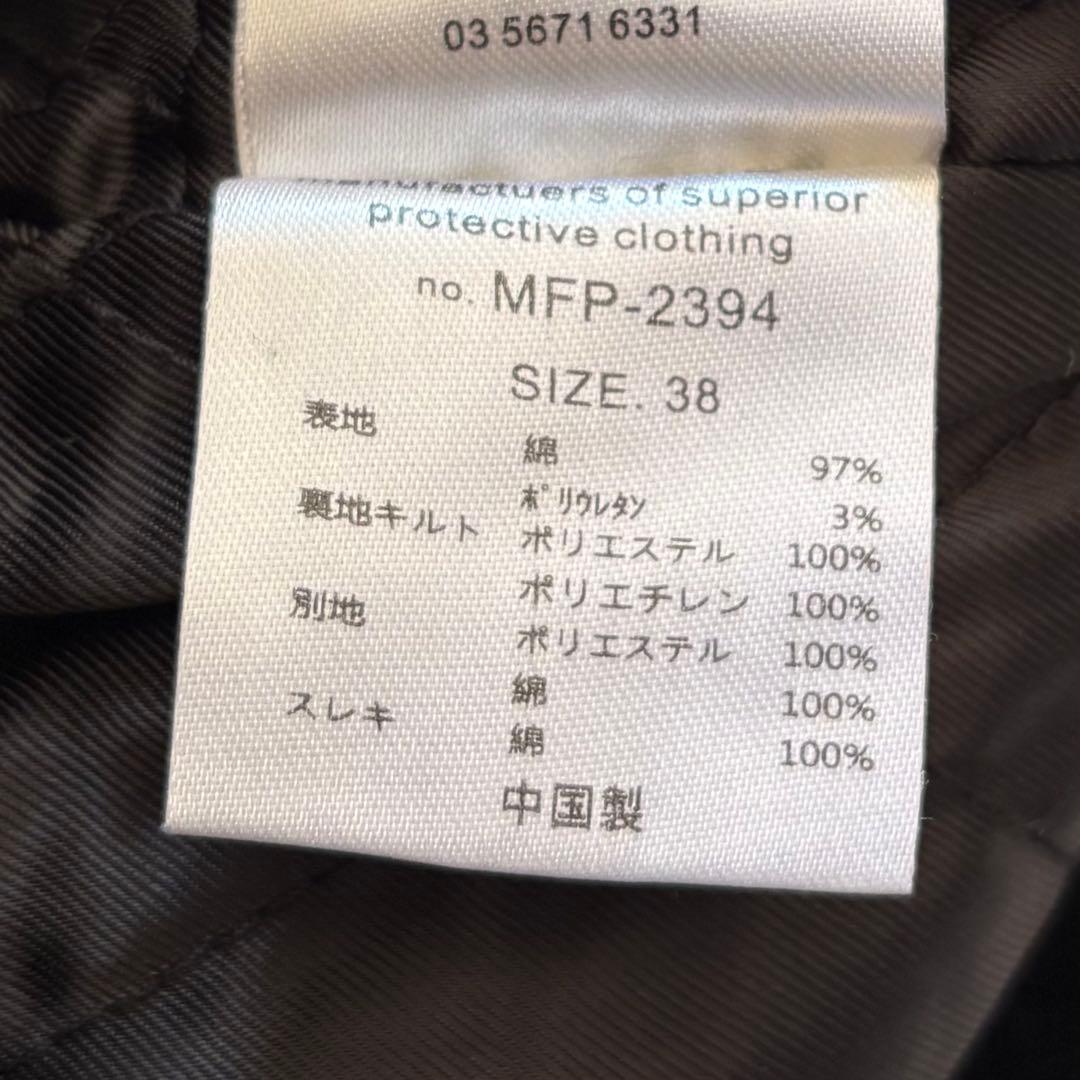 03 5671 6331
manufactuers of superior
protective clothing
no. MFP-2394
SIZE. 38
表地 綿 97%
ポリウレタン 3%
裏地キルト ポリエステル 100%
ポリエチレン 100%
別地 ポリエステル 100%
綿 100%
スレキ 綿 100%
中国製